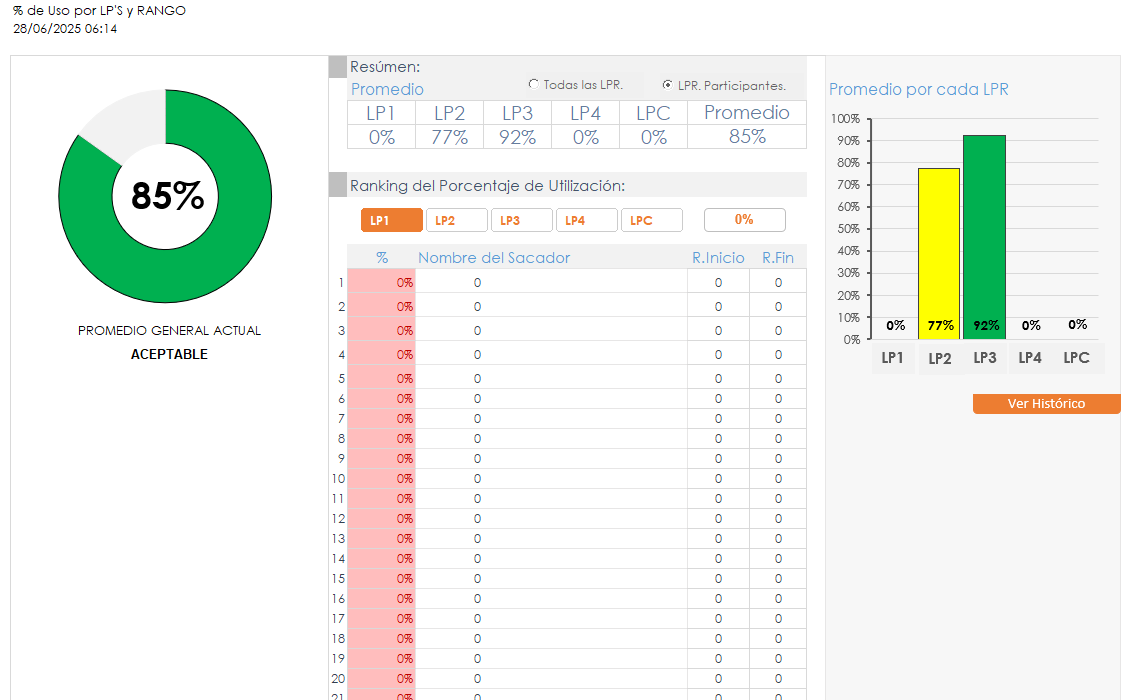 % de Uso por LP'S y RANGO
28/06/2025 06:14
85%
PROMEDIO GENERAL ACTUAL
ACEPTABLE
Resúmen:
Promedio
Todas las LPR.
LPR. Participantes.
LP1 LP2 LP3 LP4 LPC Promedio
0% 77% 92% 0% 0% 85%
Ranking del Porcentaje de Utilización:
LP1 LP2 LP3 LP4 LPC 0%
% Nombre del Sacador R.Inicio R.Fin
1 0% 0 0 0
2 0% 0 0 0
3 0% 0 0 0
4 0% 0 0 0
5 0% 0 0 0
6 0% 0 0 0
7 0% 0 0 0
8 0% 0 0 0
9 0% 0 0 0
10 0% 0 0 0
11 0% 0 0 0
12 0% 0 0 0
13 0% 0 0 0
14 0% 0 0 0
15 0% 0 0 0
16 0% 0 0 0
17 0% 0 0 0
18 0% 0 0 0
19 0% 0 0 0
20 0% 0 0 0
21 0% 0 0 0
Promedio por cada LPR
100%
90%
80%
70%
60%
50%
40%
30%
20%
10%
0%
0% 77% 92% 0% 0%
LP1 LP2 LP3 LP4 LPC
Ver Histórico